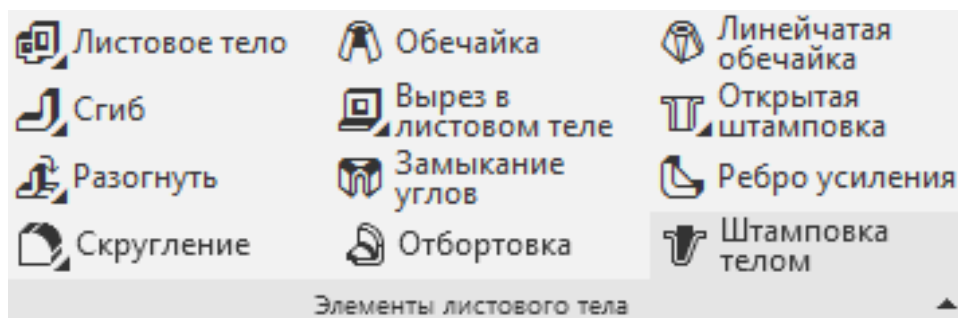 Листовое тело
Обечайка
Линейчатая
обечайка
Сгиб
Вырез в
листовом теле
Открытая
штамповка
Разогнуть
Замыкание
углов
Ребро усиления
Скругление
Отбортовка
Штамповка
телом
Элементы листового тела